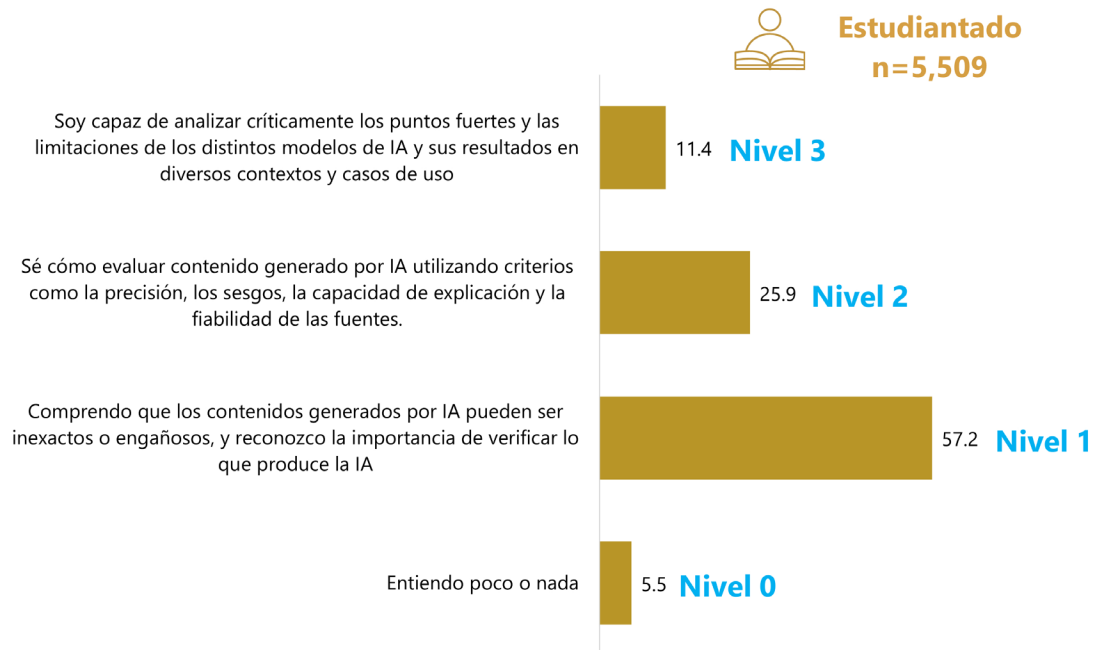 Estudiantado
n=5,509
Soy capaz de analizar críticamente los puntos fuertes y las
limitaciones de los distintos modelos de IA y sus resultados en
diversos contextos y casos de uso
11.4 Nivel 3
Sé cómo evaluar contenido generado por IA utilizando criterios
como la precisión, los sesgos, la capacidad de explicación y la
fiabilidad de las fuentes.
25.9 Nivel 2
Comprendo que los contenidos generados por IA pueden ser
inexactos o engañosos, y reconozco la importancia de verificar lo
que produce la IA
57.2 Nivel 1
Entiendo poco o nada
5.5 Nivel 0